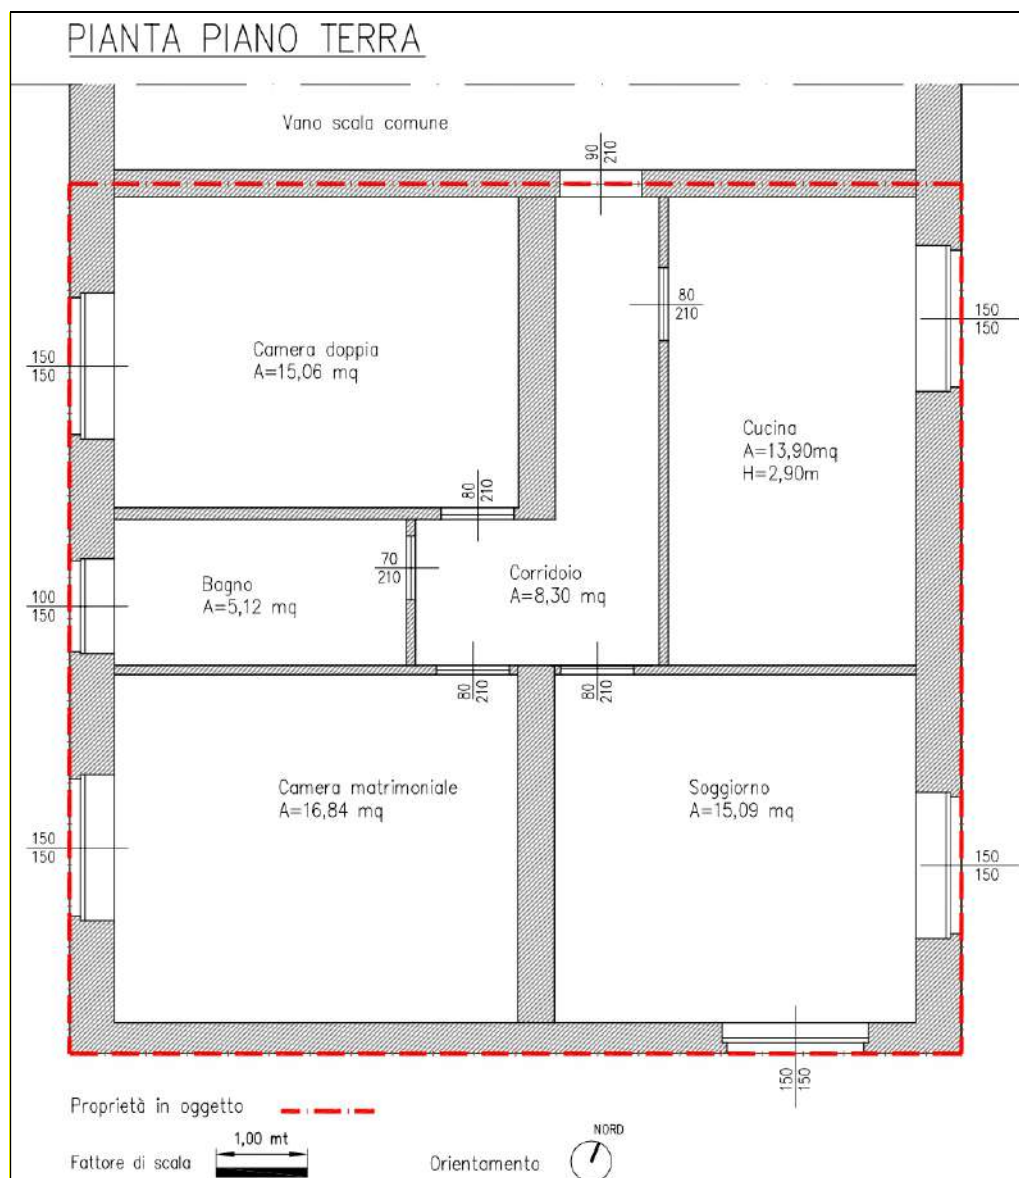 PIANTA PIANO TERRA
Vano scala comune
90
210
80
210
150
150
150
150
Camera doppia
A=15,06 mq
Cucina
A=13,90mq
H=2,90m
80
210
70
210
Corridoio
A=8,30 mq
Bagno
A=5,12 mq
100
150
80
210
80
210
Camera matrimoniale
A=16,84 mq
Soggiorno
A=15,09 mq
150
150
150
150
150
150
Proprietà in oggetto
1,00 mt
NORD
Fattore di scala
Orientamento